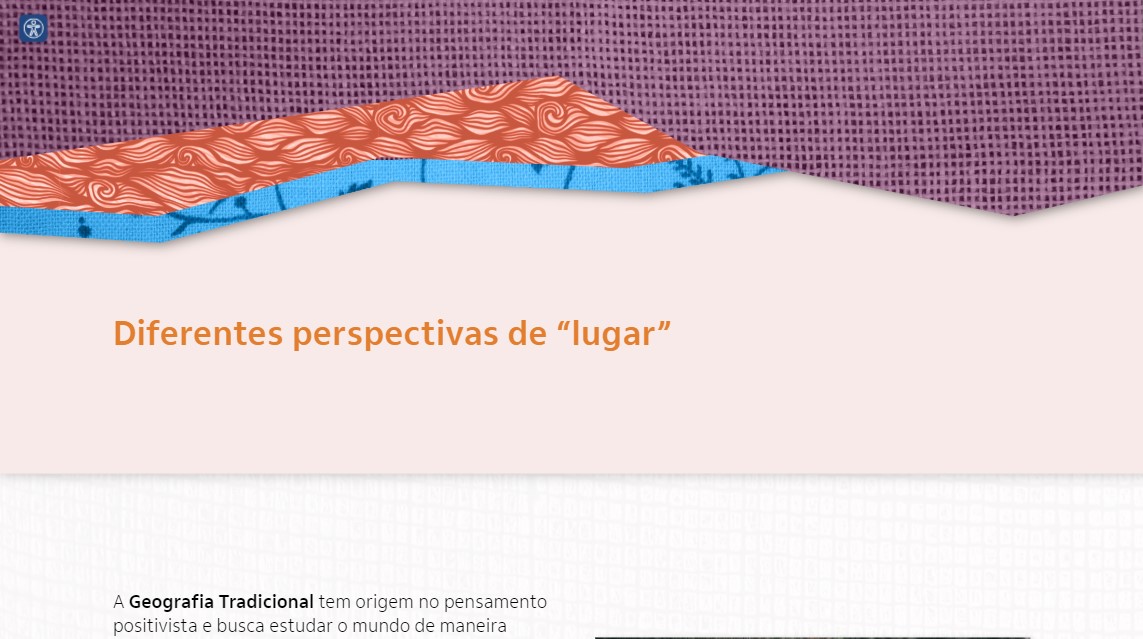 Diferentes perspectivas de “lugar”
A Geografia Tradicional tem origem no pensamento
positivista e busca estudar o mundo de maneira